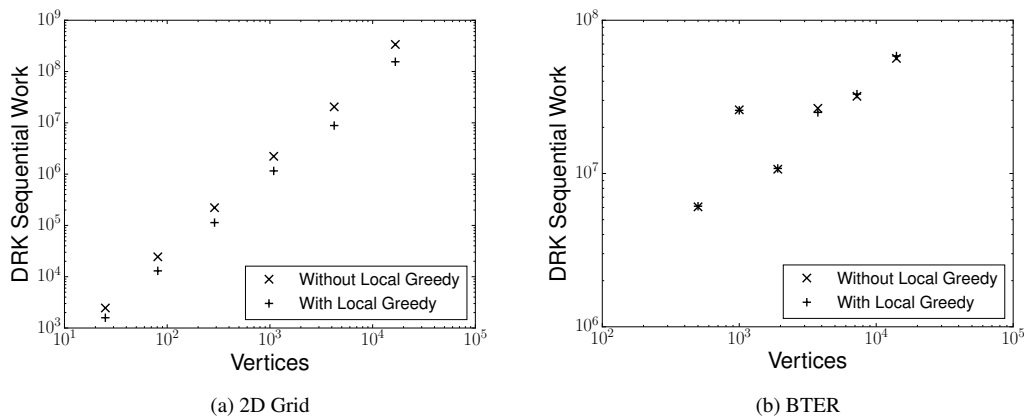 10^9
10^8
10^7
10^6
10^5
10^4
10^3
DRK Sequential Work
× Without Local Greedy
+ With Local Greedy
10^1 10^2 10^3 10^4 10^5
Vertices
(a) 2D Grid
10^8
10^7
10^6
DRK Sequential Work
× Without Local Greedy
+ With Local Greedy
10^2 10^3 10^4 10^5
Vertices
(b) BTER